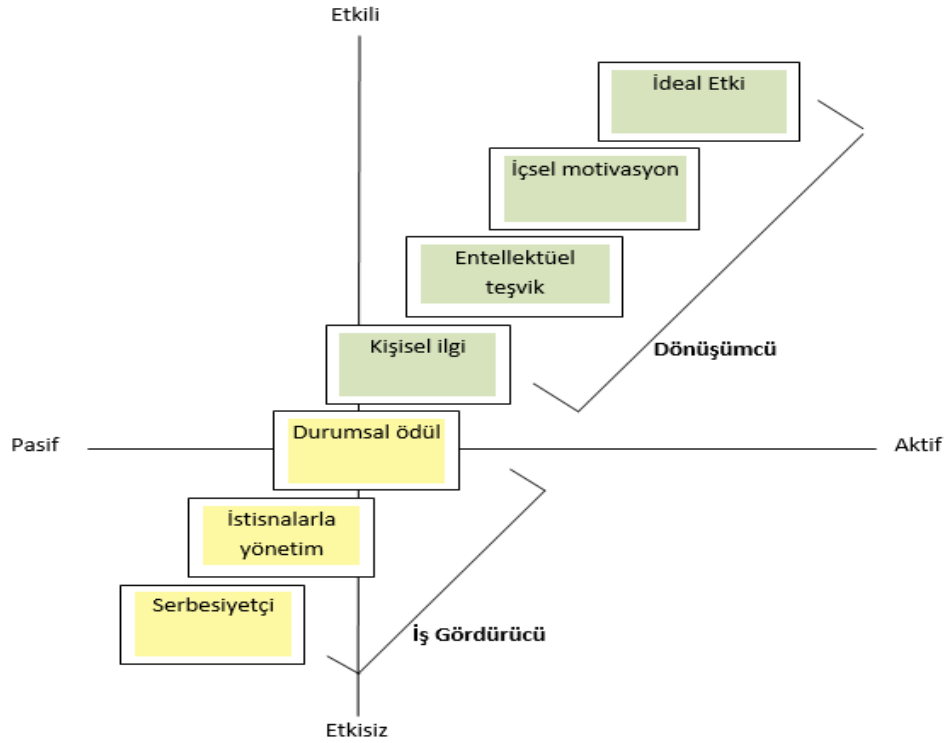 Etkili
İdeal Etki
İçsel motivasyon
Entellektüel
teşvik
Kişisel ilgi
Dönüşümcü
Durumsal ödül
Pasif
Aktif
İstisnalarla
yönetim
Serbesiyetçi
İş Gördürücü
Etkisiz